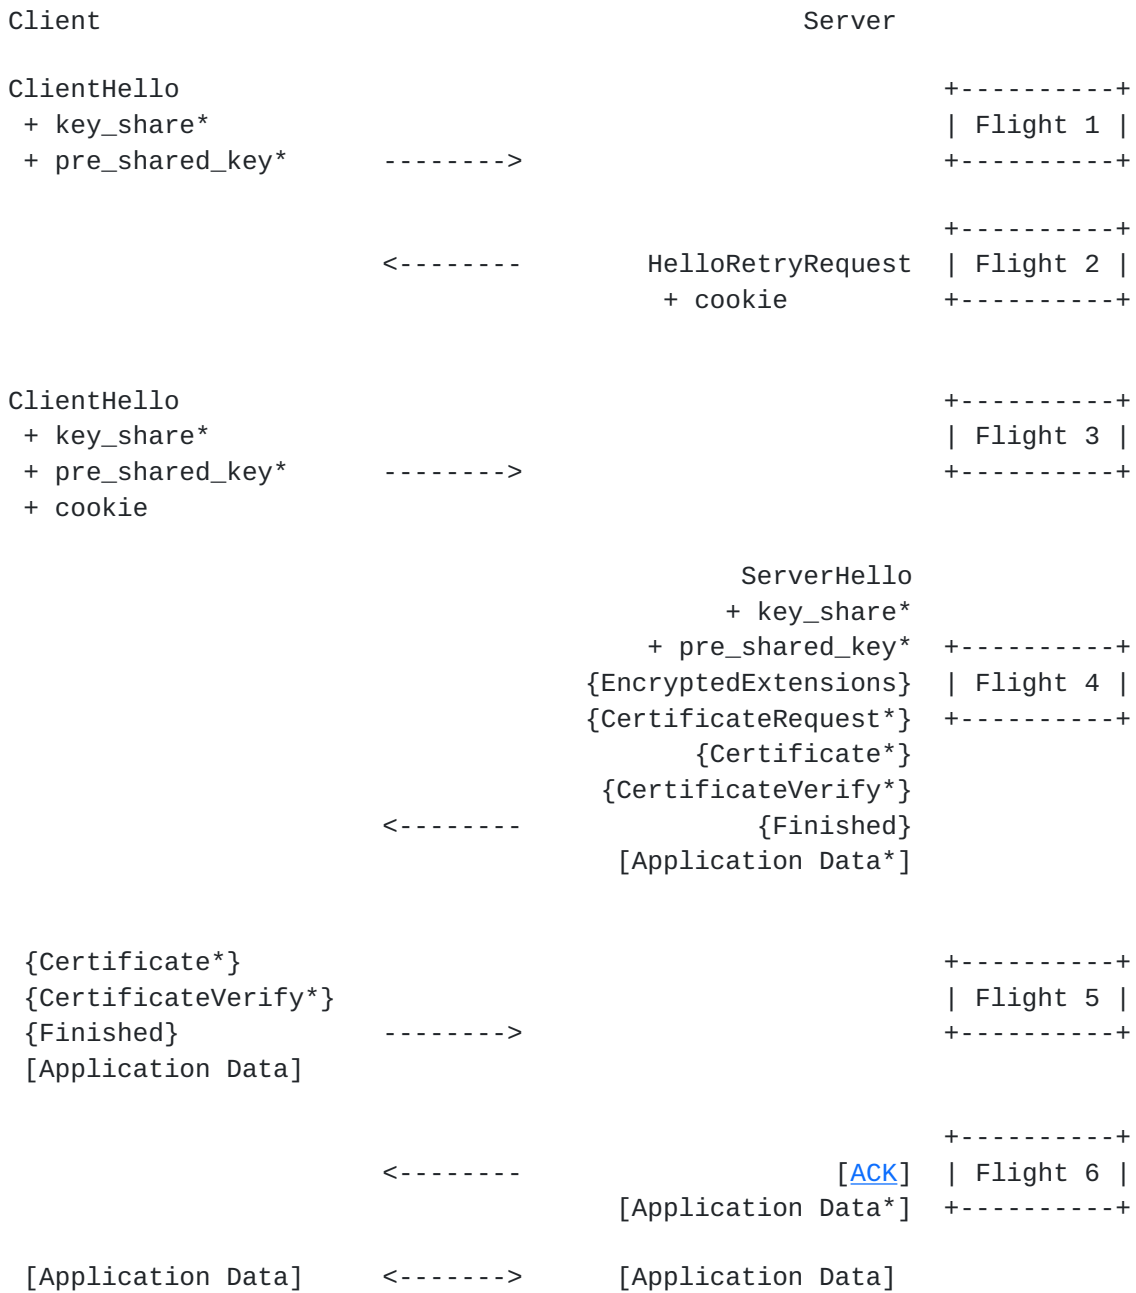 Client                                             Server

ClientHello                                                 +----------+
 + key_share*                                               | Flight 1 |
 + pre_shared_key*      -------->                           +----------+

                                                            +----------+
                        <--------        HelloRetryRequest  | Flight 2 |
                                          + cookie          +----------+


ClientHello                                                 +----------+
 + key_share*                                               | Flight 3 |
 + pre_shared_key*      -------->                           +----------+
 + cookie

                                               ServerHello
                                              + key_share*
                                         + pre_shared_key*  +----------+
                                     {EncryptedExtensions}  | Flight 4 |
                                     {CertificateRequest*}  +----------+
                                            {Certificate*}
                                      {CertificateVerify*}
                        <--------               {Finished}
                                       [Application Data*]


 {Certificate*}                                             +----------+
 {CertificateVerify*}                                       | Flight 5 |
 {Finished}             -------->                           +----------+
 [Application Data]

                                                            +----------+
                        <--------                    [ACK]  | Flight 6 |
                                       [Application Data*]  +----------+

 [Application Data]     <------->      [Application Data]